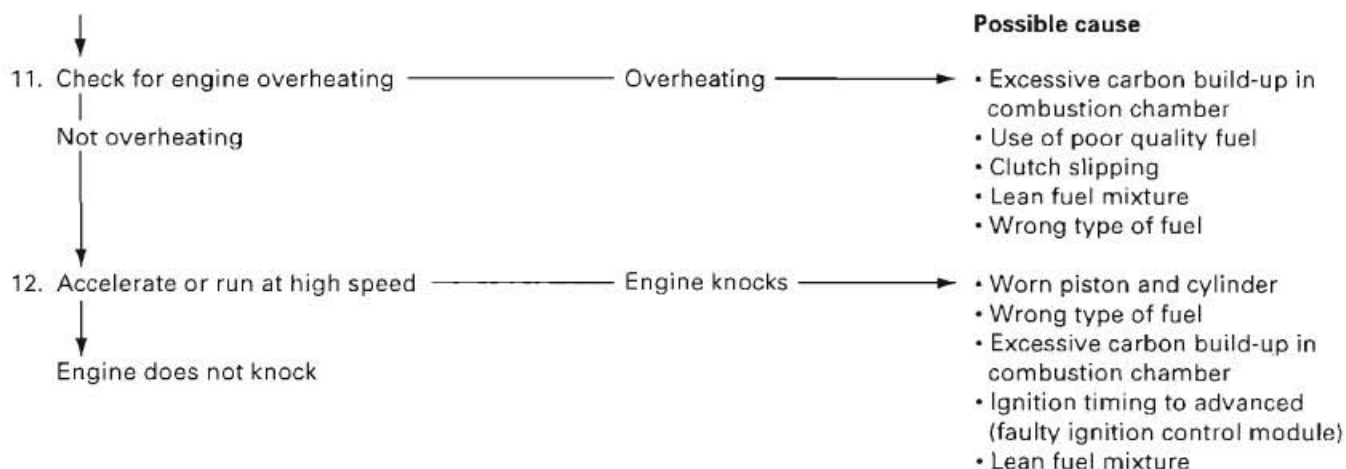 Possible cause
11. Check for engine overheating Overheating • Excessive carbon build-up in
combustion chamber
Not overheating • Use of poor quality fuel
• Clutch slipping
• Lean fuel mixture
• Wrong type of fuel
12. Accelerate or run at high speed Engine knocks • Worn piston and cylinder
• Wrong type of fuel
• Excessive carbon build-up in
Engine does not knock combustion chamber
• Ignition timing to advanced
(faulty ignition control module)
• Lean fuel mixture